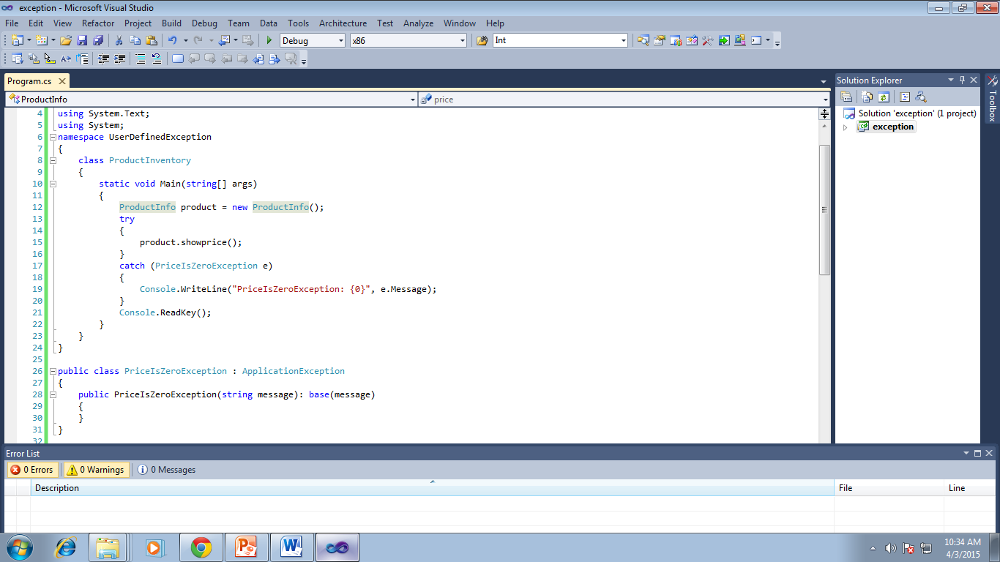 exception - Microsoft Visual Studio
File Edit View Refactor Project Build Debug Team Data Tools Architecture Test Analyze Window Help
Debug x86 Int
Program.cs
ProductInfo price
4 using System.Text;
5 using System;
6 namespace UserDefinedException
7 {
8 class ProductInventory
9 {
10 static void Main(string[] args)
11 {
12 ProductInfo product = new ProductInfo();
13 try
14 {
15 product.showprice();
16 }
17 catch (PriceIsZeroException e)
18 {
19 Console.WriteLine("PriceIsZeroException: {0}", e.Message);
20 }
21 Console.ReadKey();
22 }
23 }
24 }
25
26 public class PriceIsZeroException : ApplicationException
27 {
28 public PriceIsZeroException(string message): base(message)
29 {
30 }
31 }
32
Solution Explorer
Solution 'exception' (1 project)
exception
Toolbox
Error List
0 Errors 0 Warnings 0 Messages
Description File Line
10:34 AM
4/3/2015